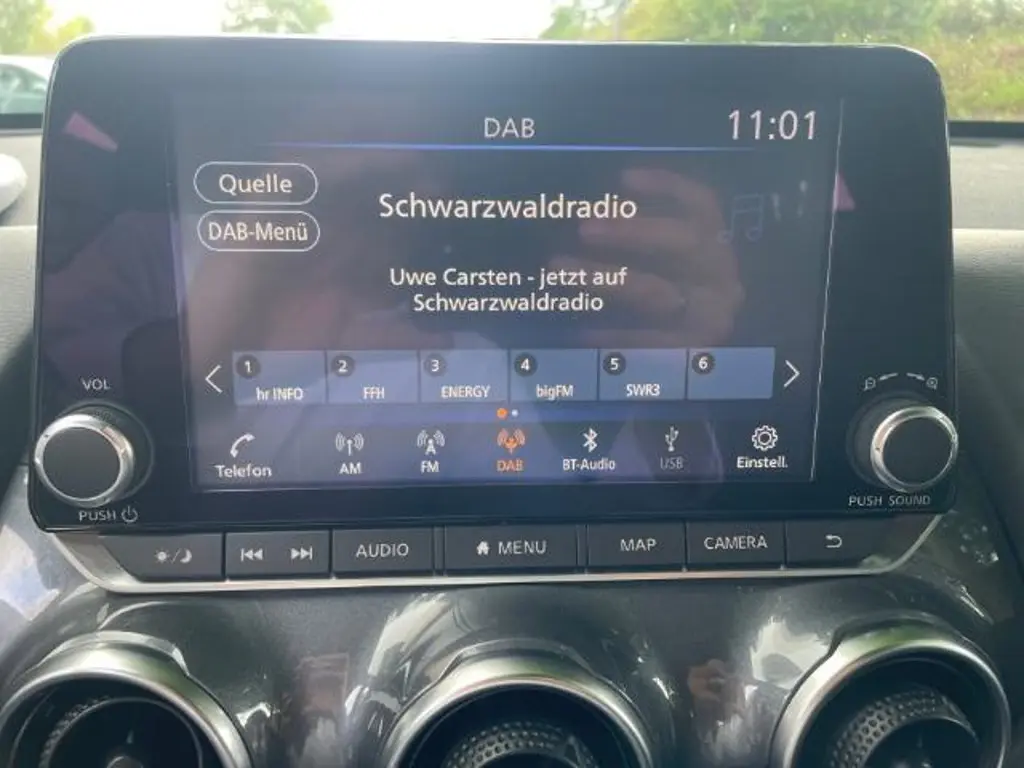 DAB
11:01
Quelle
Schwarzwaldradio
DAB-Menü
Uwe Carsten - jetzt auf
Schwarzwaldradio
1 2 3 4 5 6
hr INFO FFH ENERGY bigFM SWR3
VOL
Telefon AM FM DAB BT-Audio USB Einstell.
PUSH
PUSH SOUND
AUDIO MENU MAP CAMERA